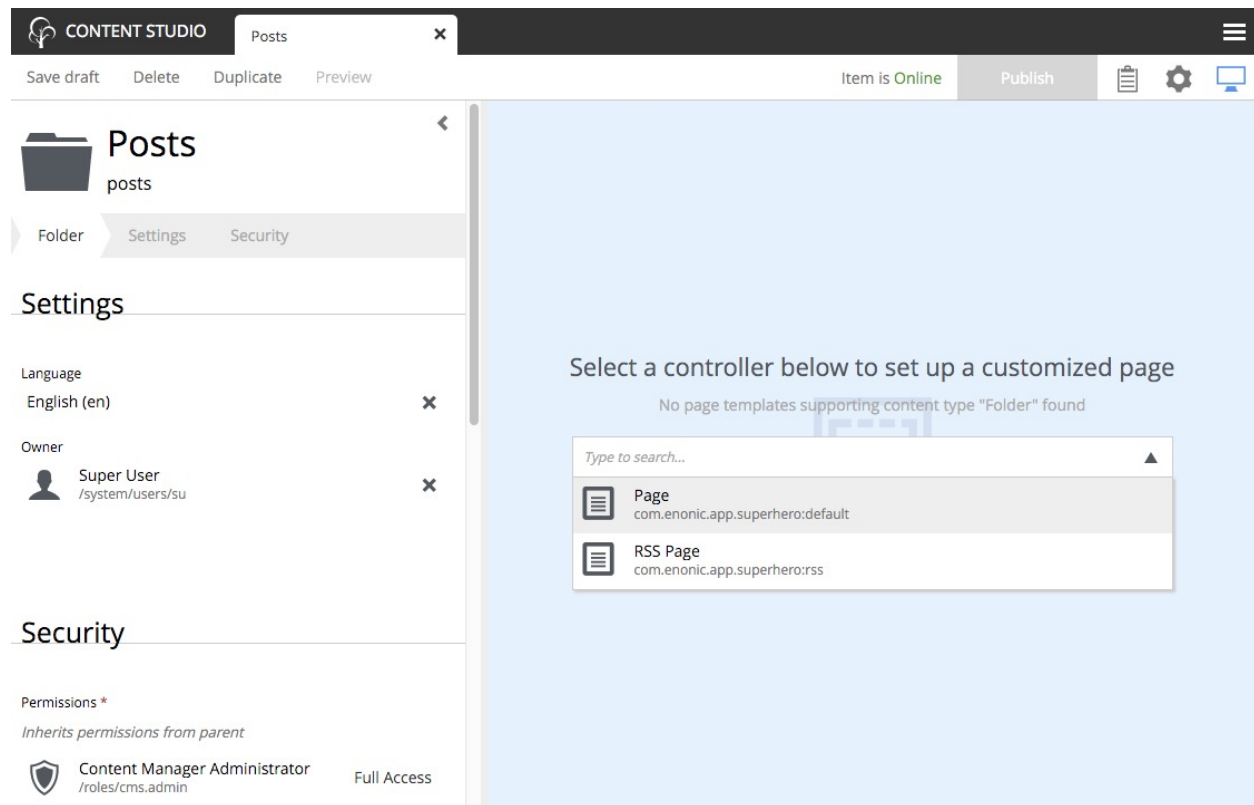 CONTENT STUDIO Posts
Save draft Delete Duplicate Preview Item is Online Publish
Posts
posts
Folder Settings Security
Settings
Language
English (en)
Owner
Super User
/system/users/su
Security
Permissions *
Inherits permissions from parent
Content Manager Administrator Full Access
/roles/cms.admin
Select a controller below to set up a customized page
No page templates supporting content type "Folder" found
Type to search...
Page
com.enonic.app.superhero:default
RSS Page
com.enonic.app.superhero:rss